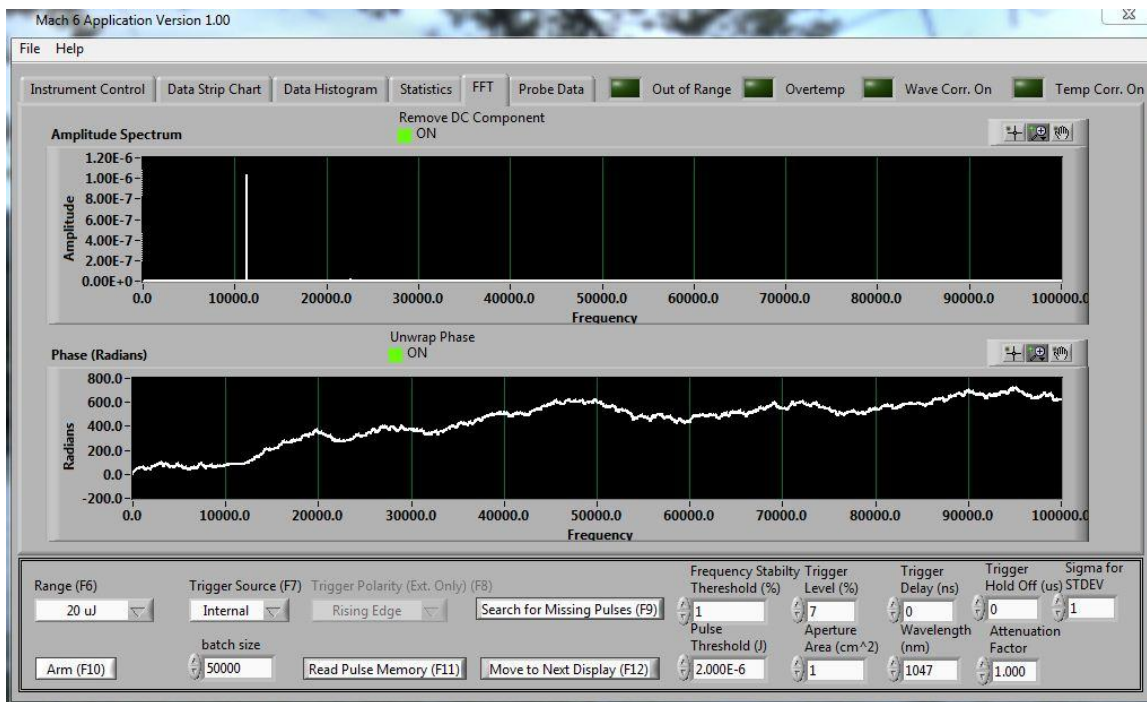 Mach 6 Application Version 1.00
File Help
Instrument Control Data Strip Chart Data Histogram Statistics FFT Probe Data Out of Range Overtemp Wave Corr. On Temp Corr. On
Remove DC Component
Amplitude Spectrum ON
1.20E-6
1.00E-6
8.00E-7
6.00E-7
4.00E-7
2.00E-7
0.00E+0
Amplitude
0.0 10000.0 20000.0 30000.0 40000.0 50000.0 60000.0 70000.0 80000.0 90000.0 100000.0
Frequency
Unwrap Phase
Phase (Radians) ON
800.0
600.0
400.0
200.0
0.0
-200.0
Radians
0.0 10000.0 20000.0 30000.0 40000.0 50000.0 60000.0 70000.0 80000.0 90000.0 100000.0
Frequency
Range (F6)
20 uJ
Trigger Source (F7)
Internal
Trigger Polarity (Ext. Only) (F8)
Rising Edge
Search for Missing Pulses (F9)
Frequency Stabilty
Thereshold (%)
1
Trigger
Level (%)
7
Trigger
Delay (ns)
0
Trigger
Hold Off (us)
0
Sigma for
STDEV
1
Arm (F10)
batch size
50000
Read Pulse Memory (F11)
Move to Next Display (F12)
Pulse
Threshold (J)
2.000E-6
Aperture
Area (cm^2)
1
Wavelength
(nm)
1047
Attenuation
Factor
1.000